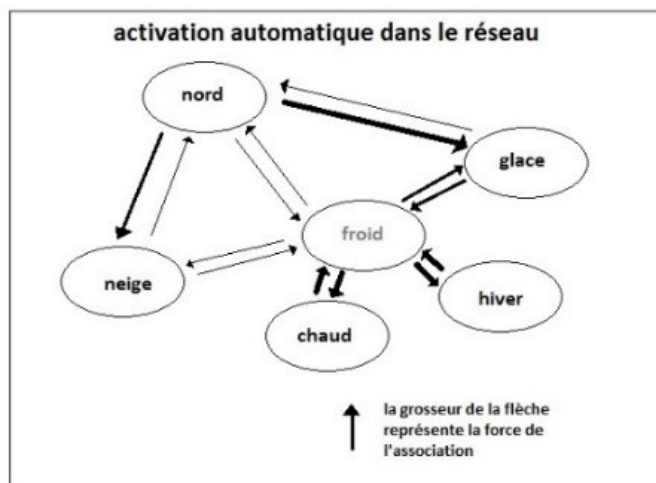 activation automatique dans le réseau
nord
glace
froid
neige
hiver
chaud
la grosseur de la flèche
représente la force de
l'association